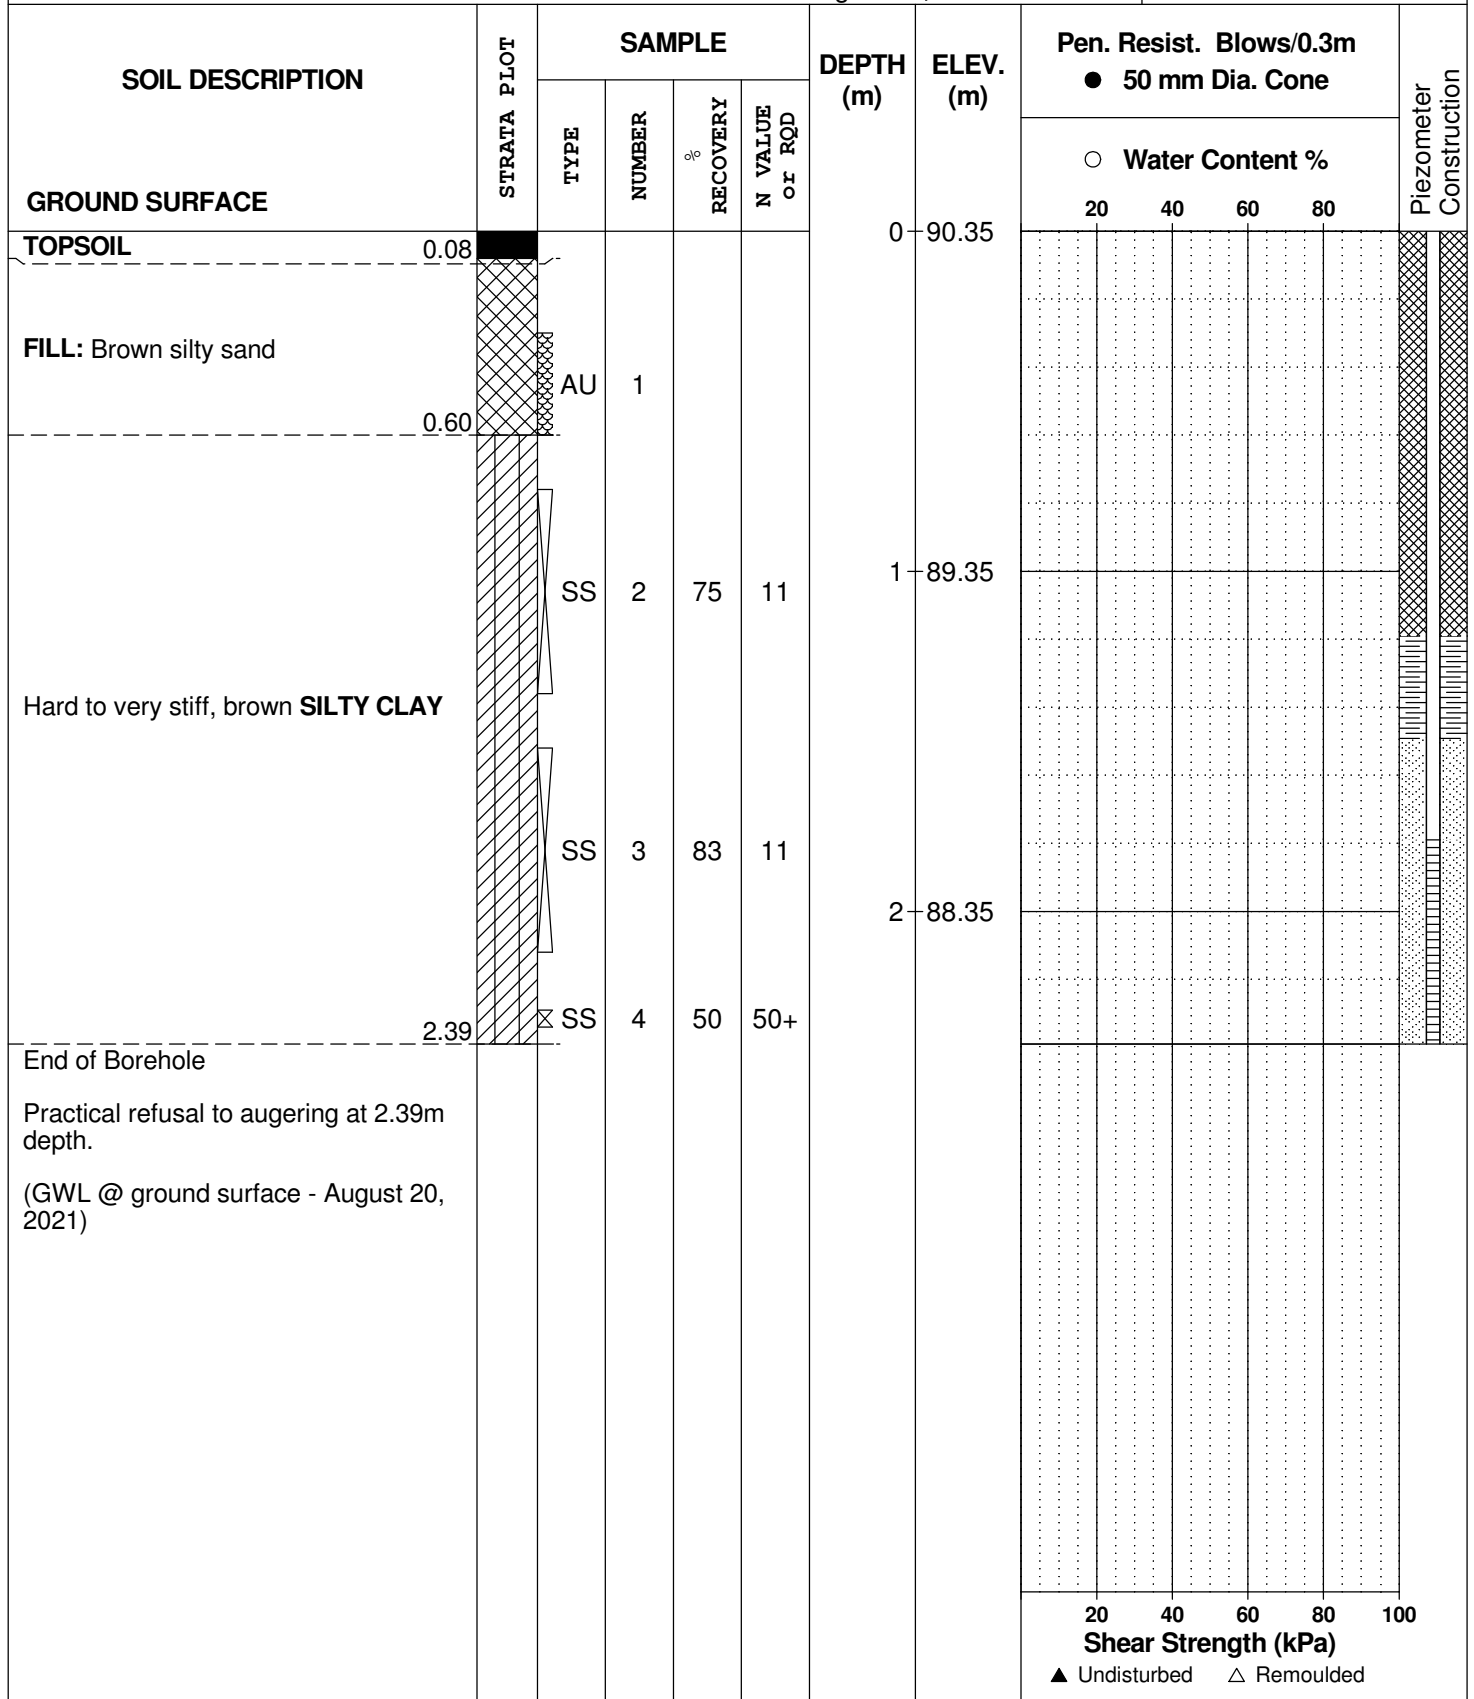 SOIL DESCRIPTION
GROUND SURFACE
STRATA PLOT
SAMPLE
TYPE
NUMBER
% RECOVERY
N VALUE or RQD
DEPTH (m)
ELEV. (m)
Pen. Resist. Blows/0.3m
● 50 mm Dia. Cone
○ Water Content %
20 40 60 80
Piezometer Construction
TOPSOIL 0.08
0 90.35
FILL: Brown silty sand
AU 1
0.60
1 89.35
SS 2 75 11
Hard to very stiff, brown SILTY CLAY
SS 3 83 11
2 88.35
SS 4 50 50+
2.39
End of Borehole
Practical refusal to augering at 2.39m
depth.
(GWL @ ground surface - August 20,
2021)
20 40 60 80 100
Shear Strength (kPa)
▲ Undisturbed △ Remoulded